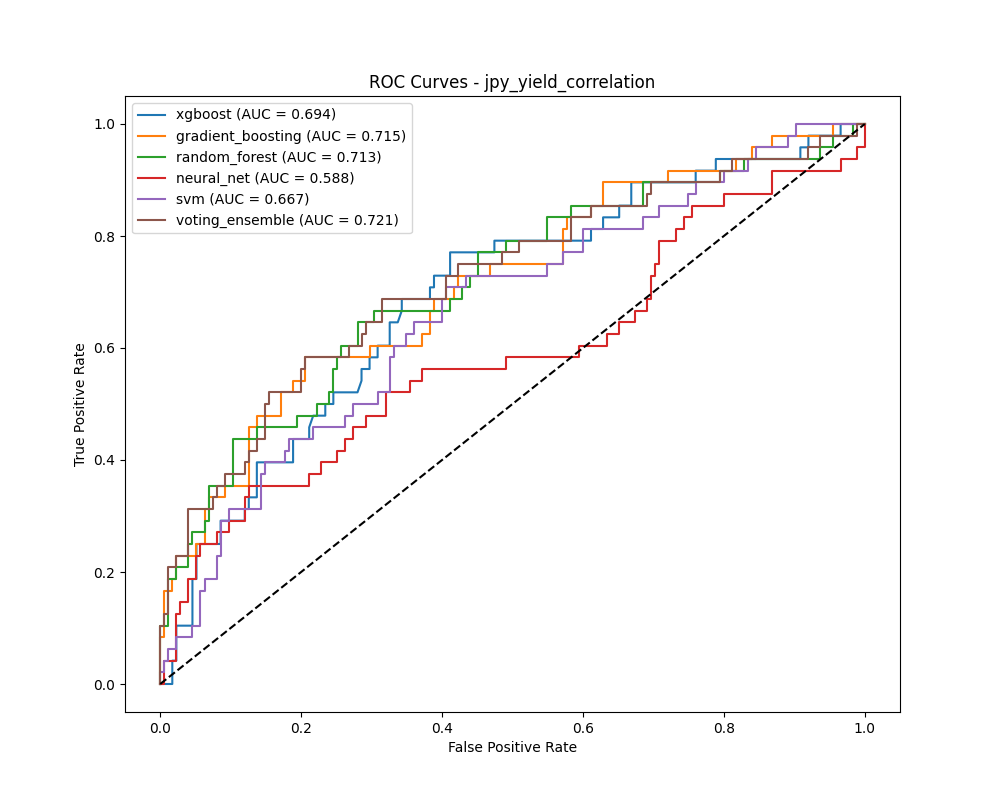 ROC Curves - jpy_yield_correlation
xgboost (AUC = 0.694)
gradient_boosting (AUC = 0.715)
random_forest (AUC = 0.713)
neural_net (AUC = 0.588)
svm (AUC = 0.667)
voting_ensemble (AUC = 0.721)
True Positive Rate
1.0
0.8
0.6
0.4
0.2
0.0
0.0 0.2 0.4 0.6 0.8 1.0
False Positive Rate